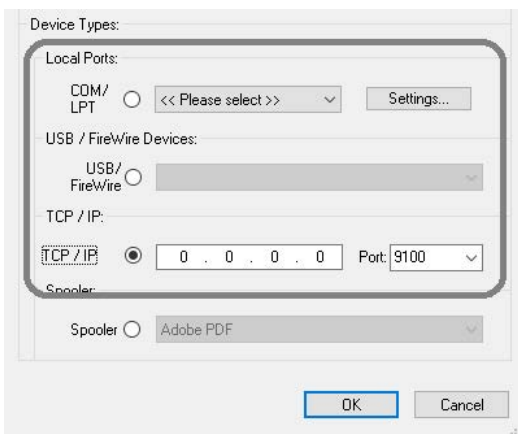 Device Types:
Local Ports:
COM/
LPT
<< Please select >>
Settings...
USB / FireWire Devices:
USB/
FireWire
TCP / IP:
TCP / IP
0 . 0 . 0 . 0
Port: 9100
Spooler:
Spooler
Adobe PDF
OK
Cancel